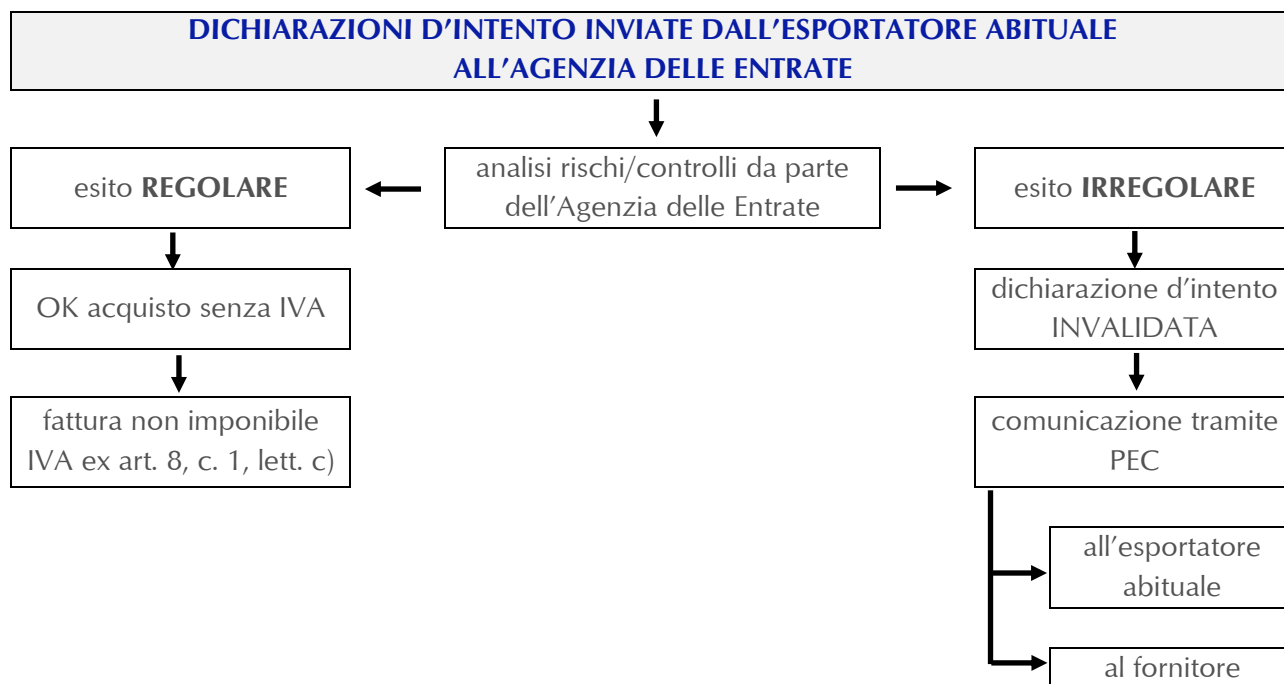 DICHIARAZIONI D’INTENTO INVIATE DALL’ESPORTATORE ABITUALE
ALL’AGENZIA DELLE ENTRATE
esito REGOLARE
analisi rischi/controlli da parte
dell’Agenzia delle Entrate
esito IRREGOLARE
OK acquisto senza IVA
dichiarazione d’intento
INVALIDATA
fattura non imponibile
IVA ex art. 8, c. 1, lett. c)
comunicazione tramite
PEC
all’esportatore
abituale
al fornitore